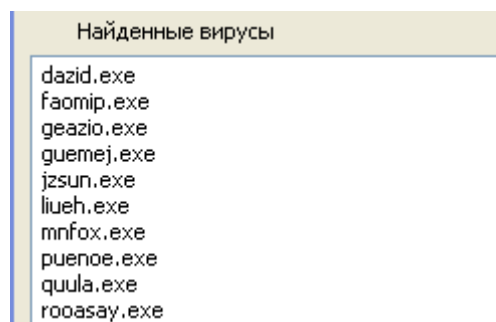 Найденные вирусы
dazid.exe
faomip.exe
geazio.exe
guemej.exe
jzsun.exe
liueh.exe
mnfox.exe
puenoe.exe
quula.exe
rooasay.exe